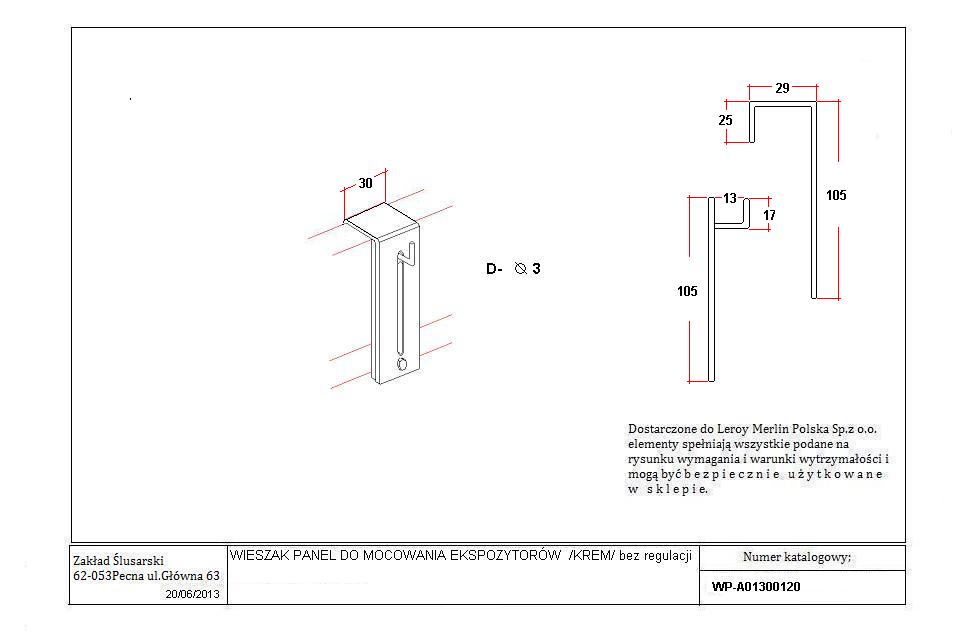 29
25
105
30
13
17
D- ⌀ 3
105
Dostarczone do Leroy Merlin Polska Sp.z o.o.
elementy spełniają wszystkie podane na
rysunku wymagania i warunki wytrzymałości i
mogą być b e z p i e c z n i e u ż y t k o w a n e
w s k l e p i e.
Zakład Ślusarski
62-053Pecna ul.Główna 63
20/06/2013
WIESZAK PANEL DO MOCOWANIA EKSPOZYTORÓW /KREM/ bez regulacji
Numer katalogowy;
WP-A01300120